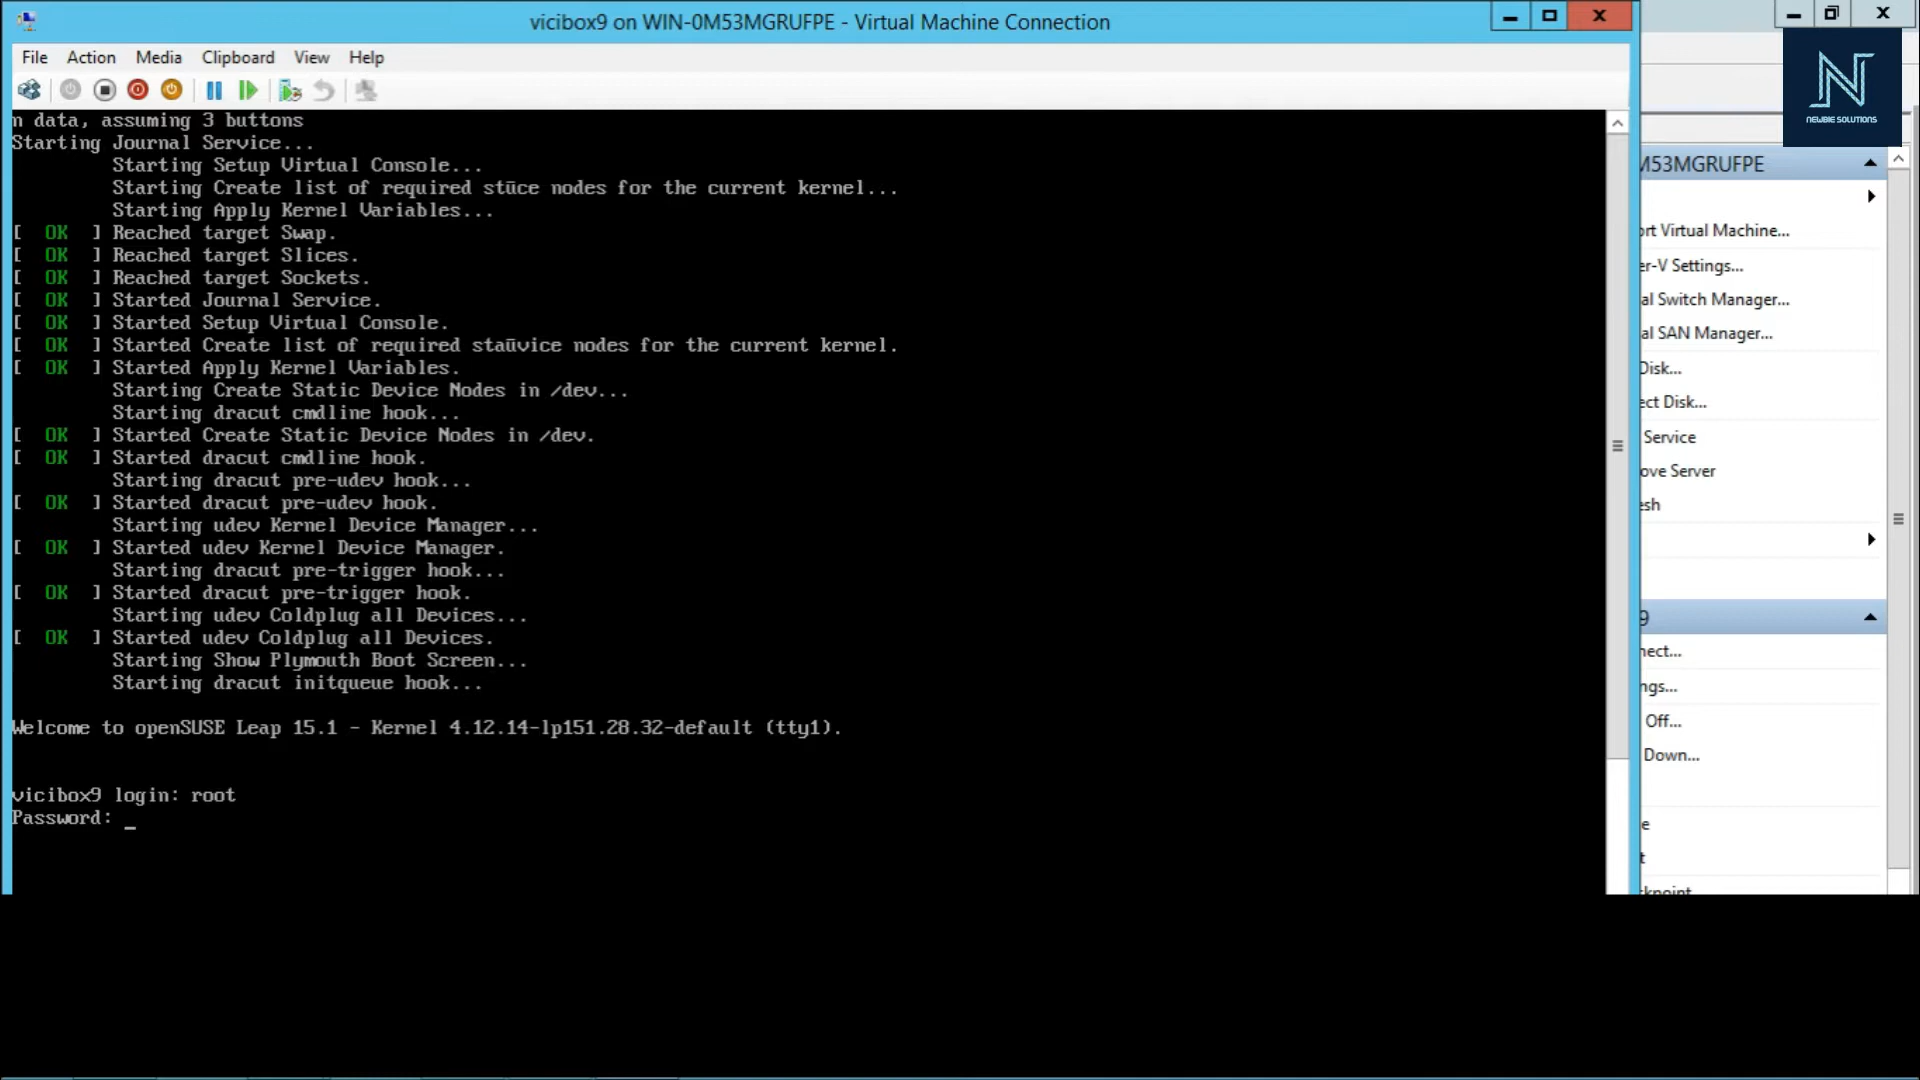 vicibox9 on WIN-0M53MGRUFPE - Virtual Machine Connection
File Action Media Clipboard View Help
n data, assuming 3 buttons
Starting Journal Service...
Starting Setup Virtual Console...
Starting Create list of required stūce nodes for the current kernel...
Starting Apply Kernel Variables...
[ OK ] Reached target Swap.
[ OK ] Reached target Slices.
[ OK ] Reached target Sockets.
[ OK ] Started Journal Service.
[ OK ] Started Setup Virtual Console.
[ OK ] Started Create list of required staūvice nodes for the current kernel.
[ OK ] Started Apply Kernel Variables.
Starting Create Static Device Nodes in /dev...
Starting dracut cmdline hook...
[ OK ] Started Create Static Device Nodes in /dev.
[ OK ] Started dracut cmdline hook.
Starting dracut pre-udev hook...
[ OK ] Started dracut pre-udev hook.
Starting udev Kernel Device Manager...
[ OK ] Started udev Kernel Device Manager.
Starting dracut pre-trigger hook...
[ OK ] Started dracut pre-trigger hook.
Starting udev Coldplug all Devices...
[ OK ] Started udev Coldplug all Devices.
Starting Show Plymouth Boot Screen...
Starting dracut initqueue hook...
Welcome to openSUSE Leap 15.1 - Kernel 4.12.14-lp151.28.32-default (tty1).
vicibox9 login: root
Password: _
N
NEWBIE SOLUTIONS
M53MGRUFPE
ort Virtual Machine...
er-V Settings...
al Switch Manager...
al SAN Manager...
Disk...
ect Disk...
Service
ove Server
esh
9
nect...
ngs...
Off...
Down...
e
t
ckpoint